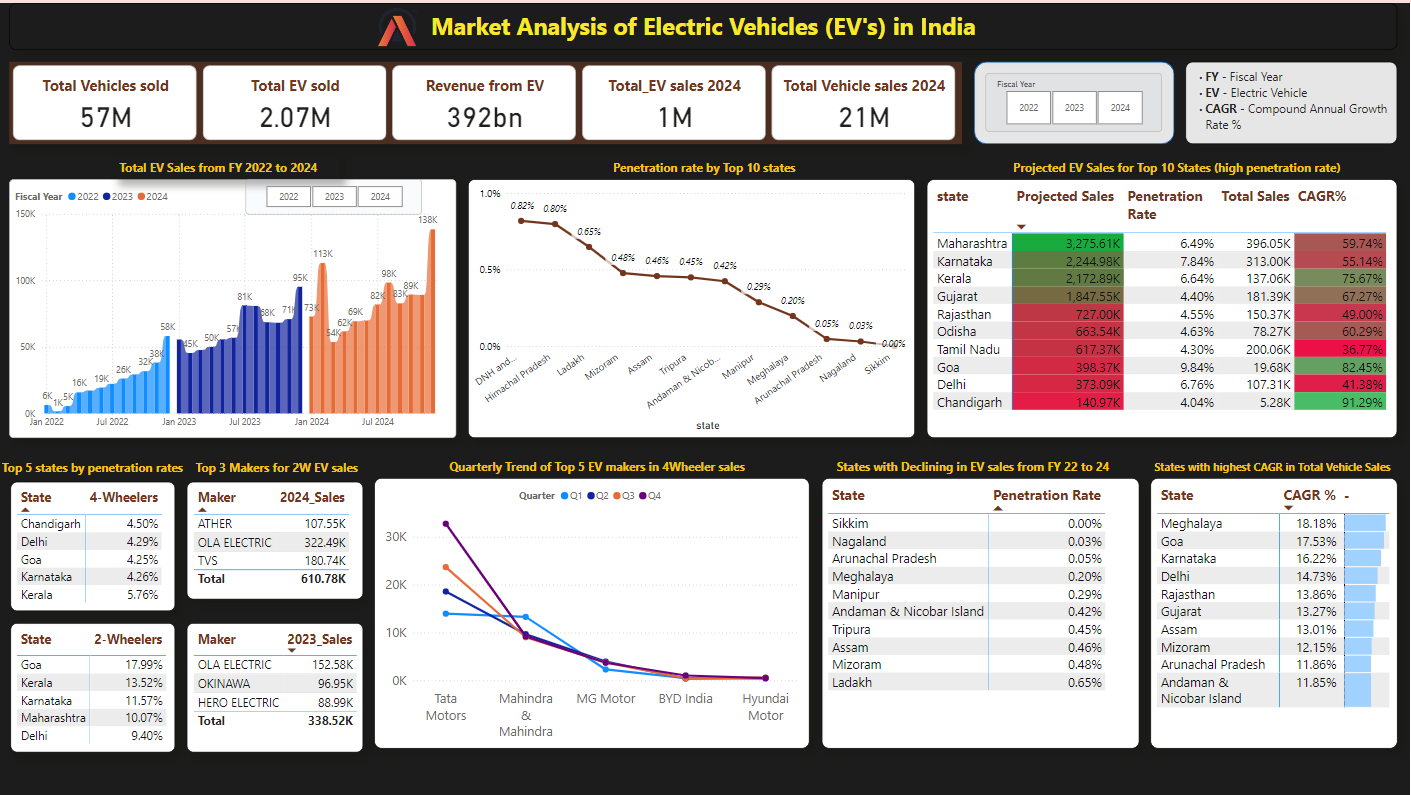 Market Analysis of Electric Vehicles (EV's) in India
Total Vehicles sold
57M
Total EV sold
2.07M
Revenue from EV
392bn
Total_EV sales 2024
1M
Total Vehicle sales 2024
21M
Fiscal Year
2022 2023 2024
• FY - Fiscal Year
• EV - Electric Vehicle
• CAGR - Compound Annual Growth
Rate %
Total EV Sales from FY 2022 to 2024
Fiscal Year 2022 2023 2024
2022 2023 2024
150K
100K
50K
0K
6K 1K 5K 16K 19K 26K 32K 38K 58K 45K 50K 57K 81K 68K 71K 95K 73K 113K 54K 62K 69K 82K 98K 83K 89K 138K
Jan 2022 Jul 2022 Jan 2023 Jul 2023 Jan 2024 Jul 2024
Penetration rate by Top 10 states
1.0%
0.5%
0.0%
0.82% 0.80% 0.65% 0.48% 0.46% 0.45% 0.42% 0.29% 0.20% 0.05% 0.03% 0.00%
DNH and...
Himachal Pradesh
Ladakh
Mizoram
Assam
Tripura
Andaman & Nicob...
Manipur
Meghalaya
Arunachal Pradesh
Nagaland
Sikkim
state
Projected EV Sales for Top 10 States (high penetration rate)
state Projected Sales Penetration Total Sales CAGR%
Rate
Maharashtra 3,275.61K 6.49% 396.05K 59.74%
Karnataka 2,244.98K 7.84% 313.00K 55.14%
Kerala 2,172.89K 6.64% 137.06K 75.67%
Gujarat 1,847.55K 4.40% 181.39K 67.27%
Rajasthan 727.00K 4.55% 150.37K 49.00%
Odisha 663.54K 4.63% 78.27K 60.29%
Tamil Nadu 617.37K 4.30% 200.06K 36.77%
Goa 398.37K 9.84% 19.68K 82.45%
Delhi 373.09K 6.76% 107.31K 41.38%
Chandigarh 140.97K 4.04% 5.28K 91.29%
Top 5 states by penetration rates
State 4-Wheelers
Chandigarh 4.50%
Delhi 4.29%
Goa 4.25%
Karnataka 4.26%
Kerala 5.76%
State 2-Wheelers
Goa 17.99%
Kerala 13.52%
Karnataka 11.57%
Maharashtra 10.07%
Delhi 9.40%
Top 3 Makers for 2W EV sales
Maker 2024_Sales
ATHER 107.55K
OLA ELECTRIC 322.49K
TVS 180.74K
Total 610.78K
Maker 2023_Sales
OLA ELECTRIC 152.58K
OKINAWA 96.95K
HERO ELECTRIC 88.99K
Total 338.52K
Quarterly Trend of Top 5 EV makers in 4Wheeler sales
Quarter Q1 Q2 Q3 Q4
30K
20K
10K
0K
Tata Mahindra MG Motor BYD India Hyundai
Motors & Motor
Mahindra
States with Declining in EV sales from FY 22 to 24
State Penetration Rate
Sikkim 0.00%
Nagaland 0.03%
Arunachal Pradesh 0.05%
Meghalaya 0.20%
Manipur 0.29%
Andaman & Nicobar Island 0.42%
Tripura 0.45%
Assam 0.46%
Mizoram 0.48%
Ladakh 0.65%
States with highest CAGR in Total Vehicle Sales
State CAGR % -
Meghalaya 18.18%
Goa 17.53%
Karnataka 16.22%
Delhi 14.73%
Rajasthan 13.86%
Gujarat 13.27%
Assam 13.01%
Mizoram 12.15%
Arunachal Pradesh 11.86%
Andaman & 11.85%
Nicobar Island